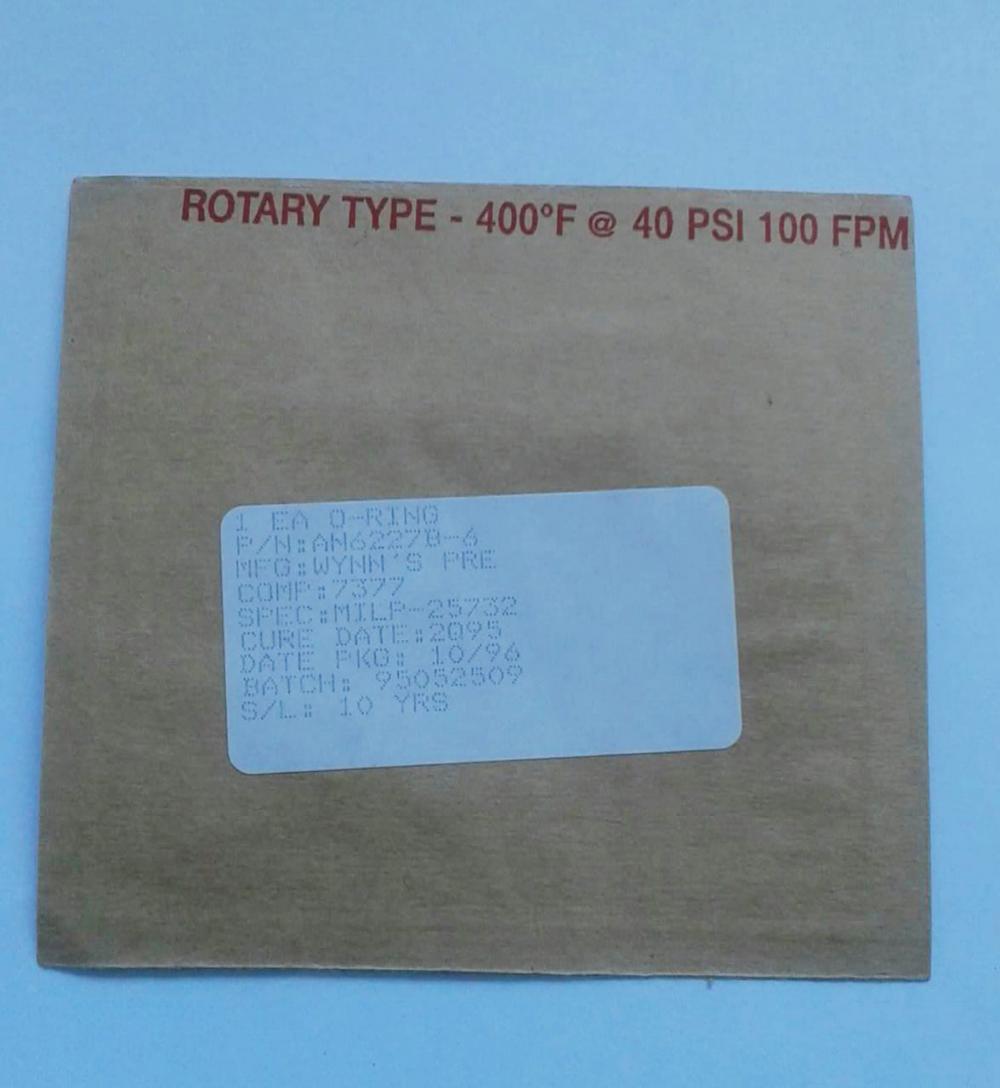 ROTARY TYPE - 400°F @ 40 PSI 100 FPM
1 EA O-RING
P/N:AN6227B-6
MFG:WYNN'S PRE
COMP:7377
SPEC:MILP-25732
CURE DATE:2Q95
DATE PKG: 10/96
BATCH: 95052509
S/L: 10 YRS